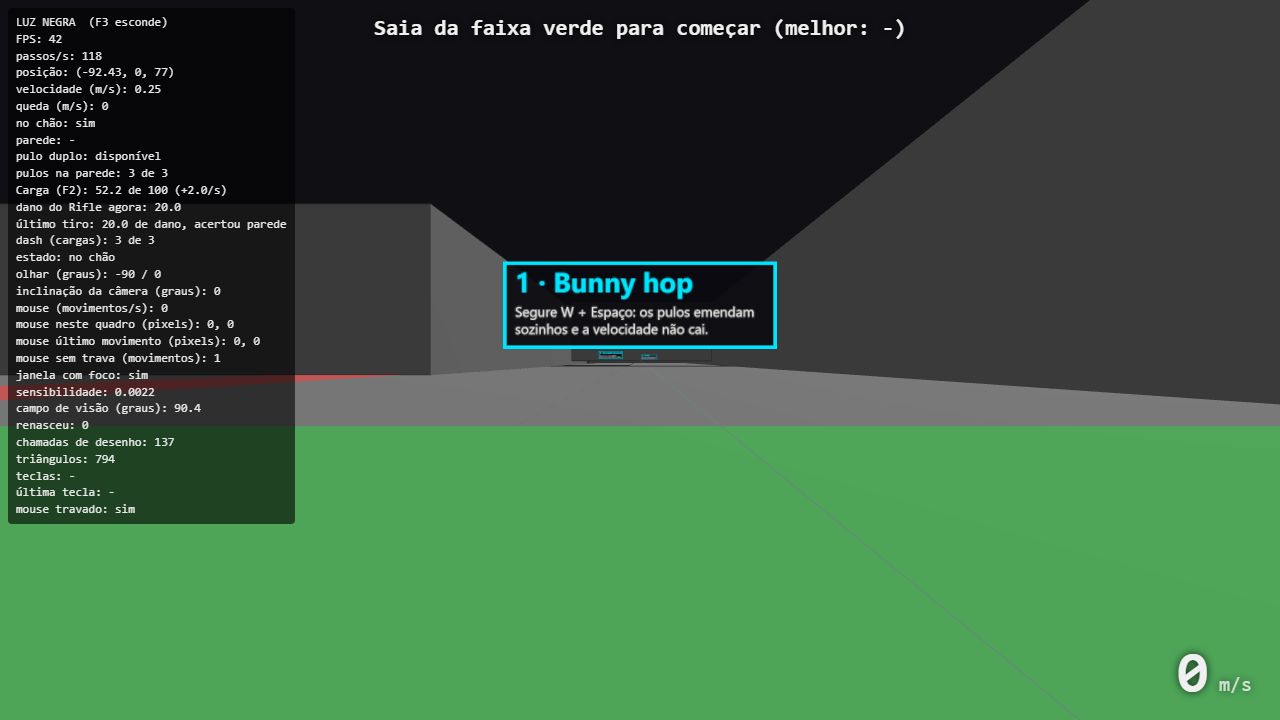 LUZ NEGRA  (F3 esconde)
FPS: 42
passos/s: 118
posição: (-92.43, 0, 77)
velocidade (m/s): 0.25
queda (m/s): 0
no chão: sim
parede: -
pulo duplo: disponível
pulos na parede: 3 de 3
Carga (F2): 52.2 de 100 (+2.0/s)
dano do Rifle agora: 20.0
último tiro: 20.0 de dano, acertou parede
dash (cargas): 3 de 3
estado: no chão
olhar (graus): -90 / 0
inclinação da câmera (graus): 0
mouse (movimentos/s): 0
mouse neste quadro (pixels): 0, 0
mouse último movimento (pixels): 0, 0
mouse sem trava (movimentos): 1
janela com foco: sim
sensibilidade: 0.0022
campo de visão (graus): 90.4
renasceu: 0
chamadas de desenho: 137
triângulos: 794
teclas: -
última tecla: -
mouse travado: sim
Saia da faixa verde para começar (melhor: -)
1 · Bunny hop
Segure W + Espaço: os pulos emendam
sozinhos e a velocidade não cai.
0 m/s